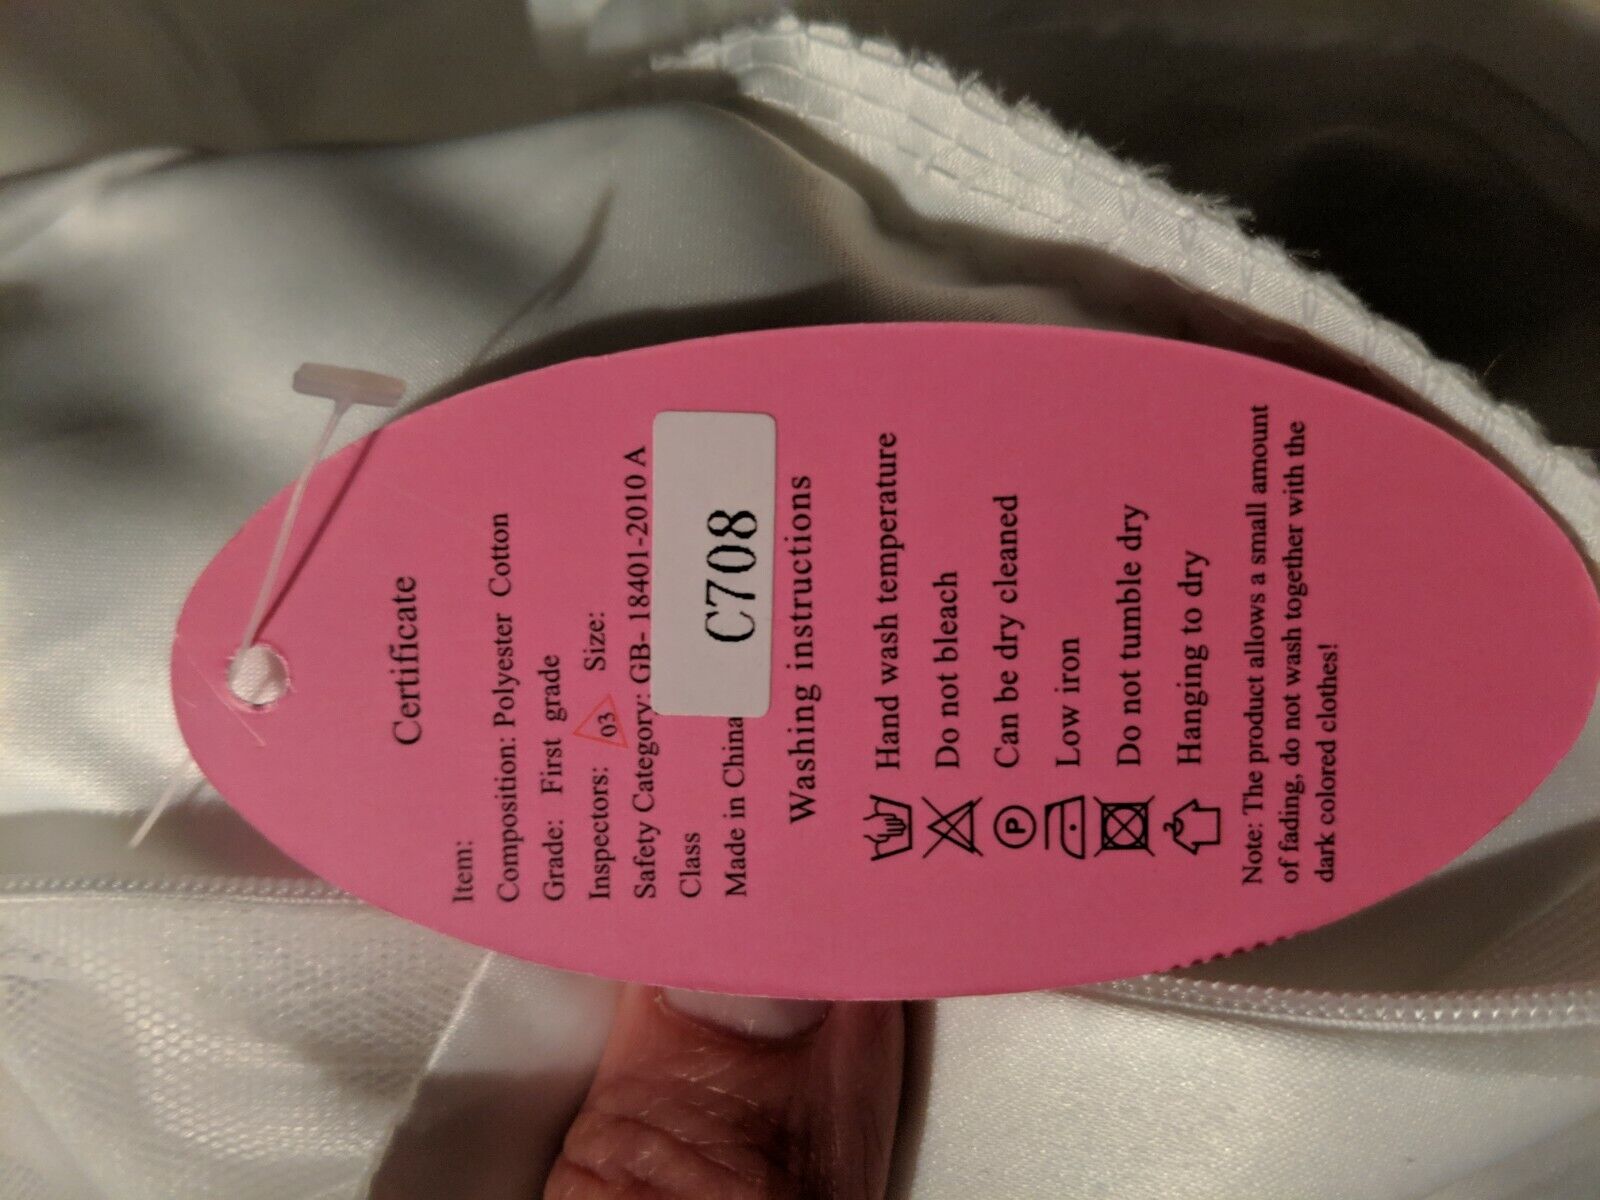 Certificate
Item:
Composition: Polyester Cotton
Grade: First grade
Inspectors: 03 Size:
Safety Category: GB- 18401-2010 A
Class
Made in China
C708
Washing instructions
Hand wash temperature
Do not bleach
P Can be dry cleaned
Low iron
Do not tumble dry
Hanging to dry
Note: The product allows a small amount
of fading, do not wash together with the
dark colored clothes!